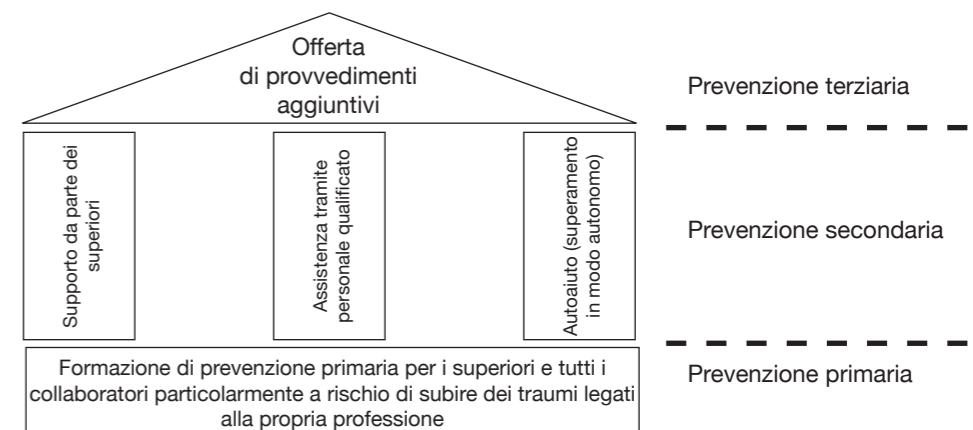 Offerta
di provvedimenti
aggiuntivi
Prevenzione terziaria
Supporto da parte dei
superiori
Assistenza tramite
personale qualificato
Autoaiuto (superamento
in modo autonomo)
Prevenzione secondaria
Formazione di prevenzione primaria per i superiori e tutti i
collaboratori particolarmente a rischio di subire dei traumi legati
alla propria professione
Prevenzione primaria